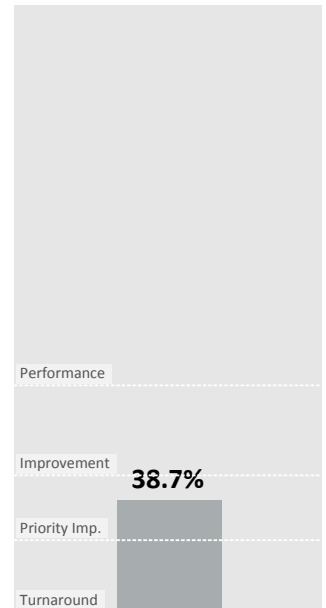 Performance
Improvement
38.7%
Priority Imp.
Turnaround